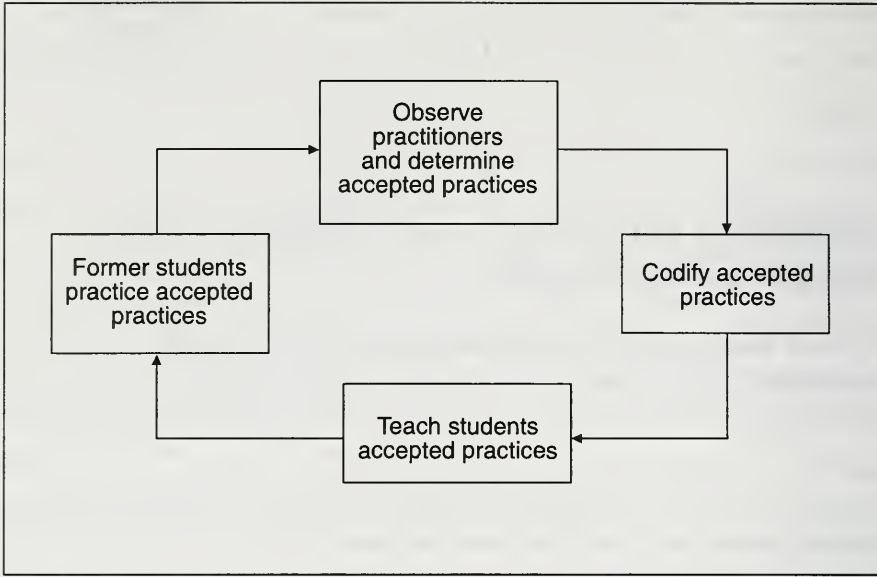 Observe
practitioners
and determine
accepted practices
Former students
practice accepted
practices
Codify accepted
practices
Teach students
accepted practices